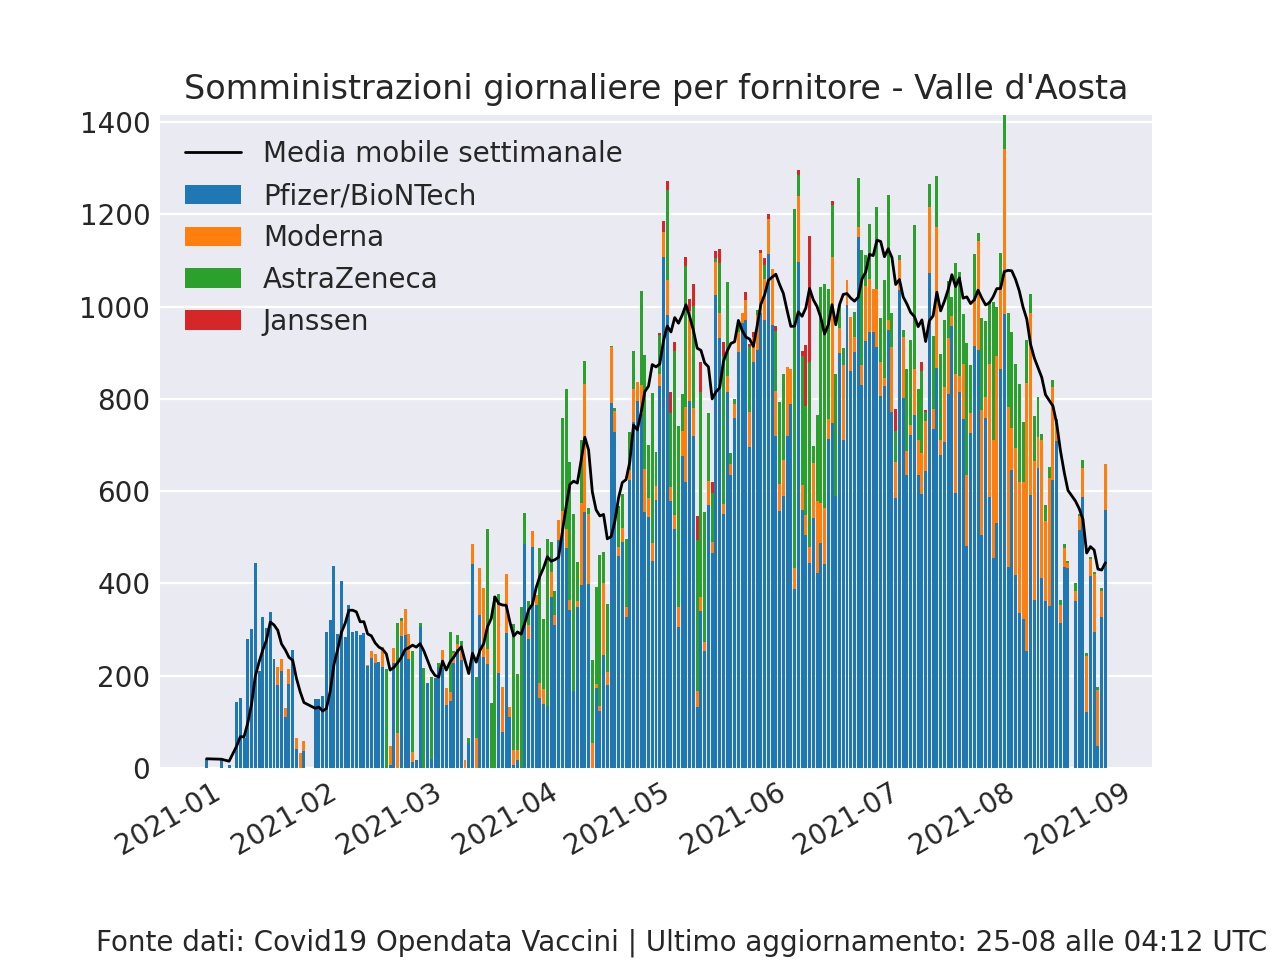 Somministrazioni giornaliere per fornitore - Valle d'Aosta
1400
1200
1000
800
600
400
200
0
Media mobile settimanale
Pfizer/BioNTech
Moderna
AstraZeneca
Janssen
2021-01
2021-02
2021-03
2021-04
2021-05
2021-06
2021-07
2021-08
2021-09
Fonte dati: Covid19 Opendata Vaccini | Ultimo aggiornamento: 25-08 alle 04:12 UTC